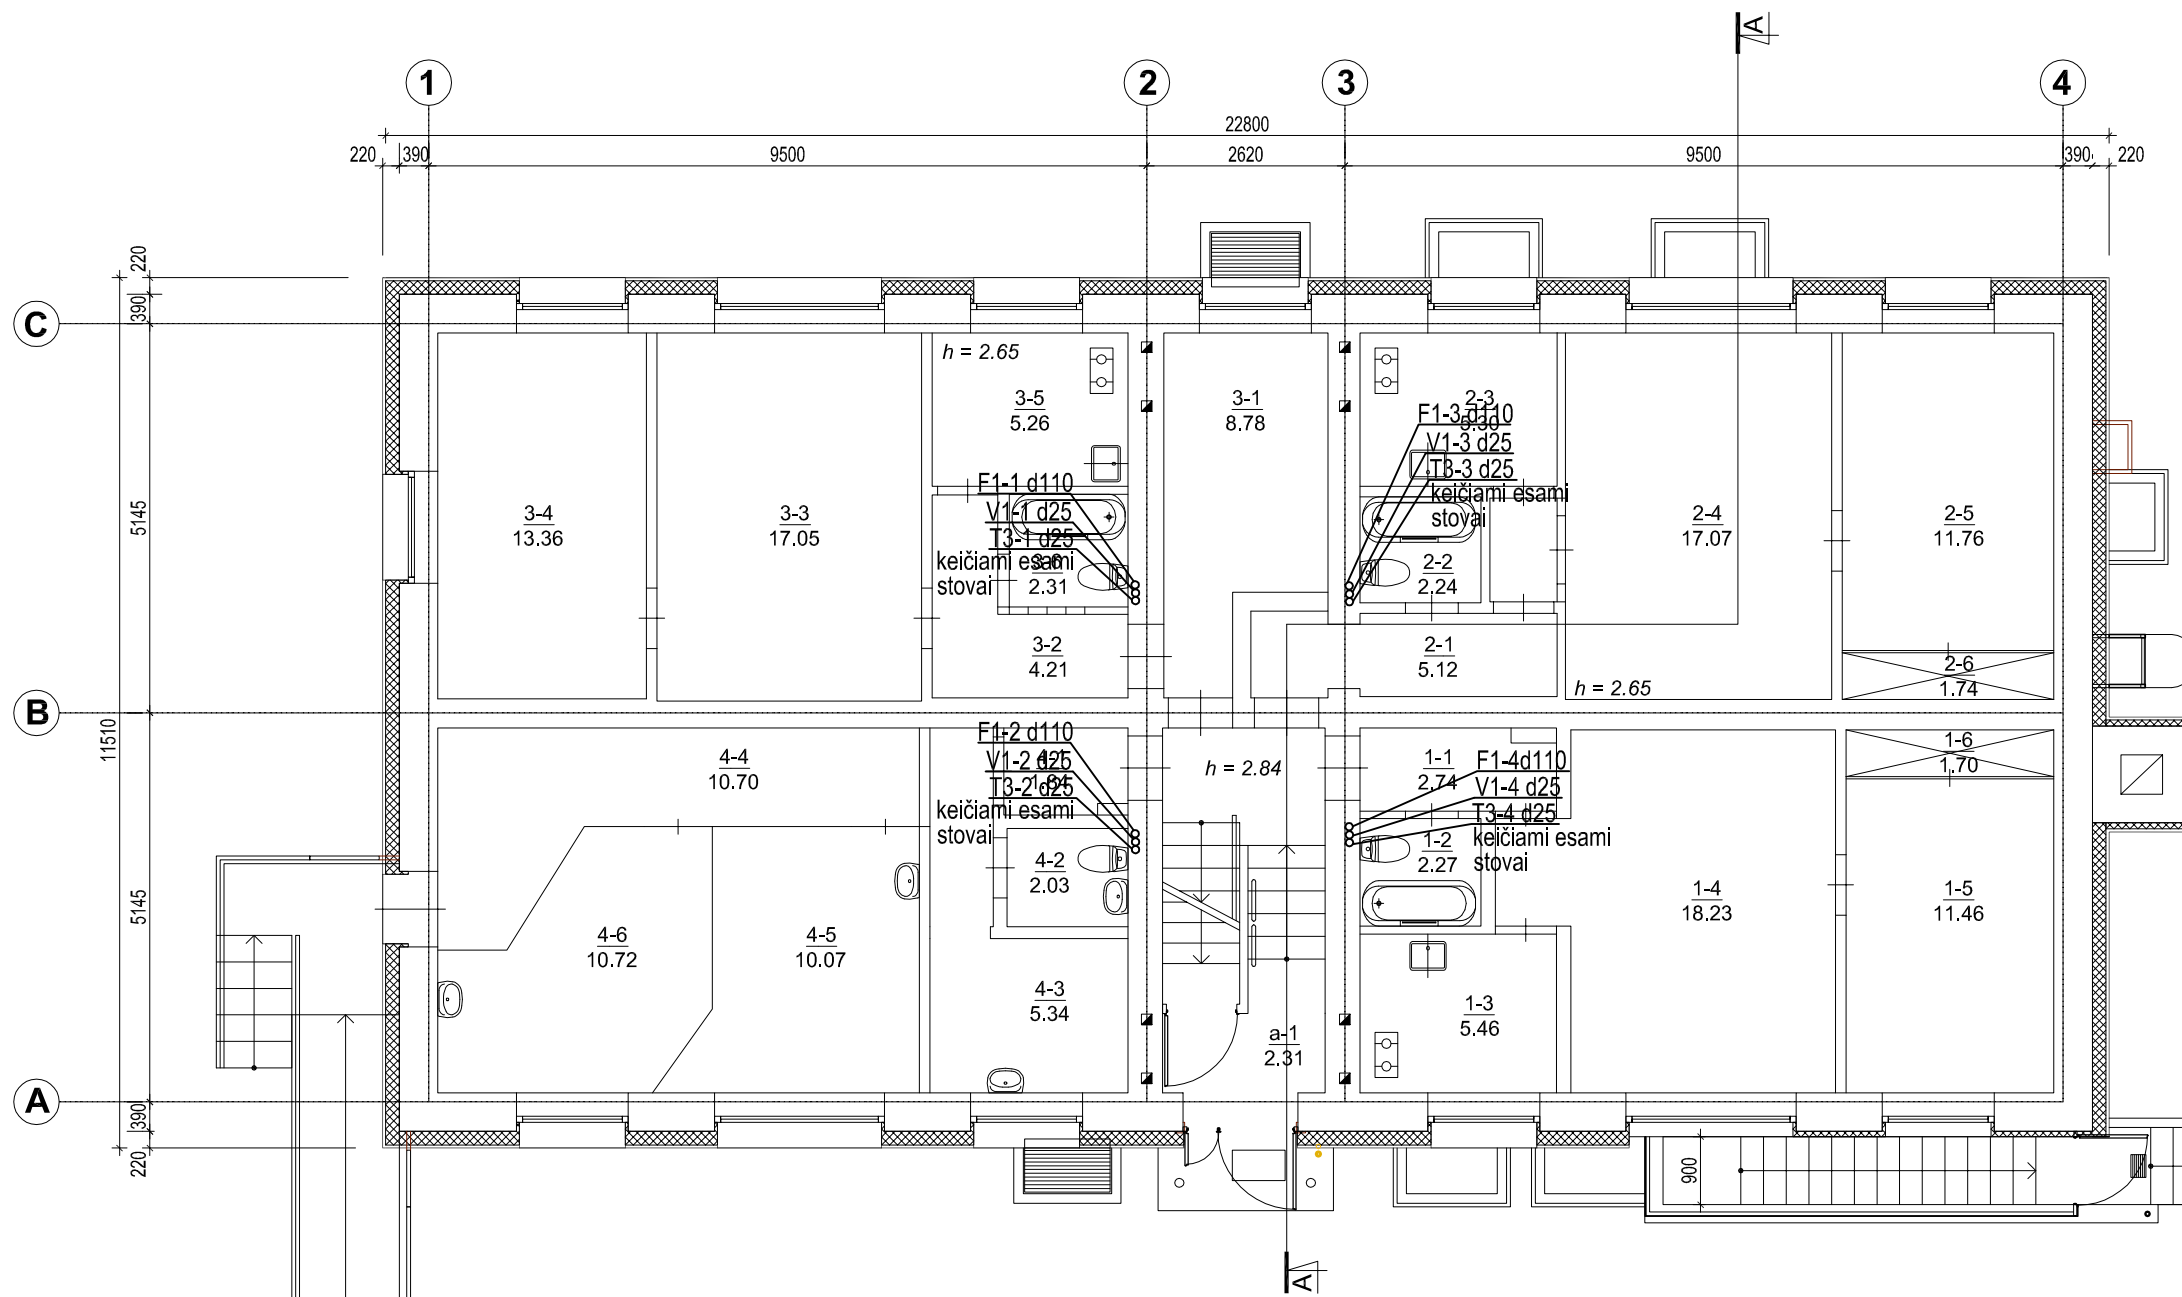 A
1
2
3
4
22800
220
390
9500
2620
9500
390
220
220
390
C
h = 2.65
3-5
5.26
3-1
8.78
2-3
5.30
F1-3 d110
V1-3 d25
T3-3 d25
keičiami esami
stovai
F1-1 d110
V1-1 d25
T3-1 d25
keičiami esami
stovai
3-6
2.31
5145
3-4
13.36
3-3
17.05
2-4
17.07
2-5
11.76
2-2
2.24
3-2
4.21
2-1
5.12
h = 2.65
2-6
1.74
B
11510
4-4
10.70
F1-2 d110
V1-2 d25
T3-2 d25
keičiami esami
stovai
4-1
1.84
h = 2.84
1-1
2.74
F1-4d110
V1-4 d25
T3-4 d25
keičiami esami
stovai
1-6
1.70
4-2
2.03
1-2
2.27
5145
4-6
10.72
4-5
10.07
1-4
18.23
1-5
11.46
4-3
5.34
1-3
5.46
a-1
2.31
A
390
220
900
A